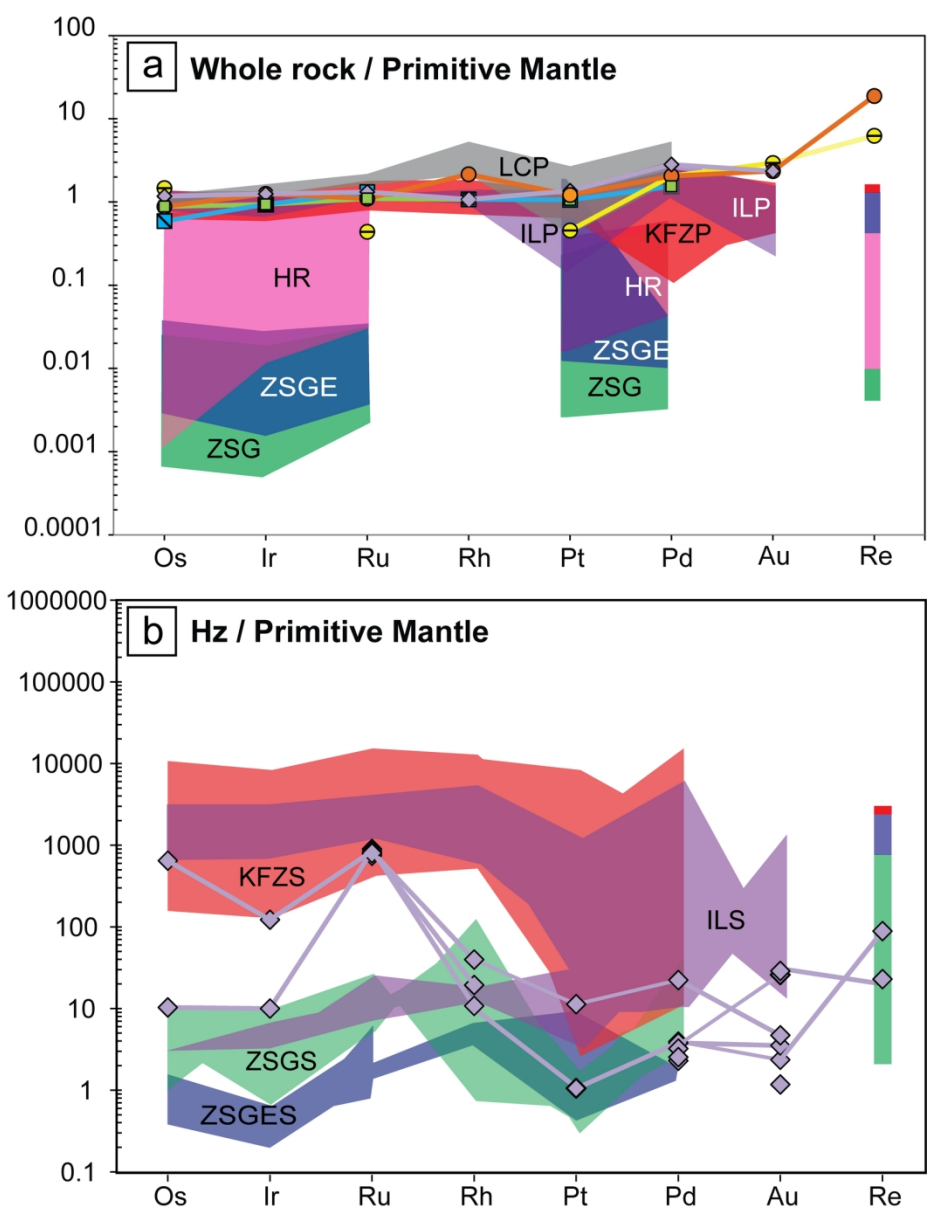 100
a Whole rock / Primitive Mantle
10
LCP
1
ILP
ILP
KFZP
0.1
HR
HR
0.01
ZSGE
ZSGE
ZSG
0.001
ZSG
0.0001
Os Ir Ru Rh Pt Pd Au Re
1000000
b Hz / Primitive Mantle
100000
10000
1000
KFZS
100
ILS
10
ZSGS
1
ZSGES
0.1
Os Ir Ru Rh Pt Pd Au Re